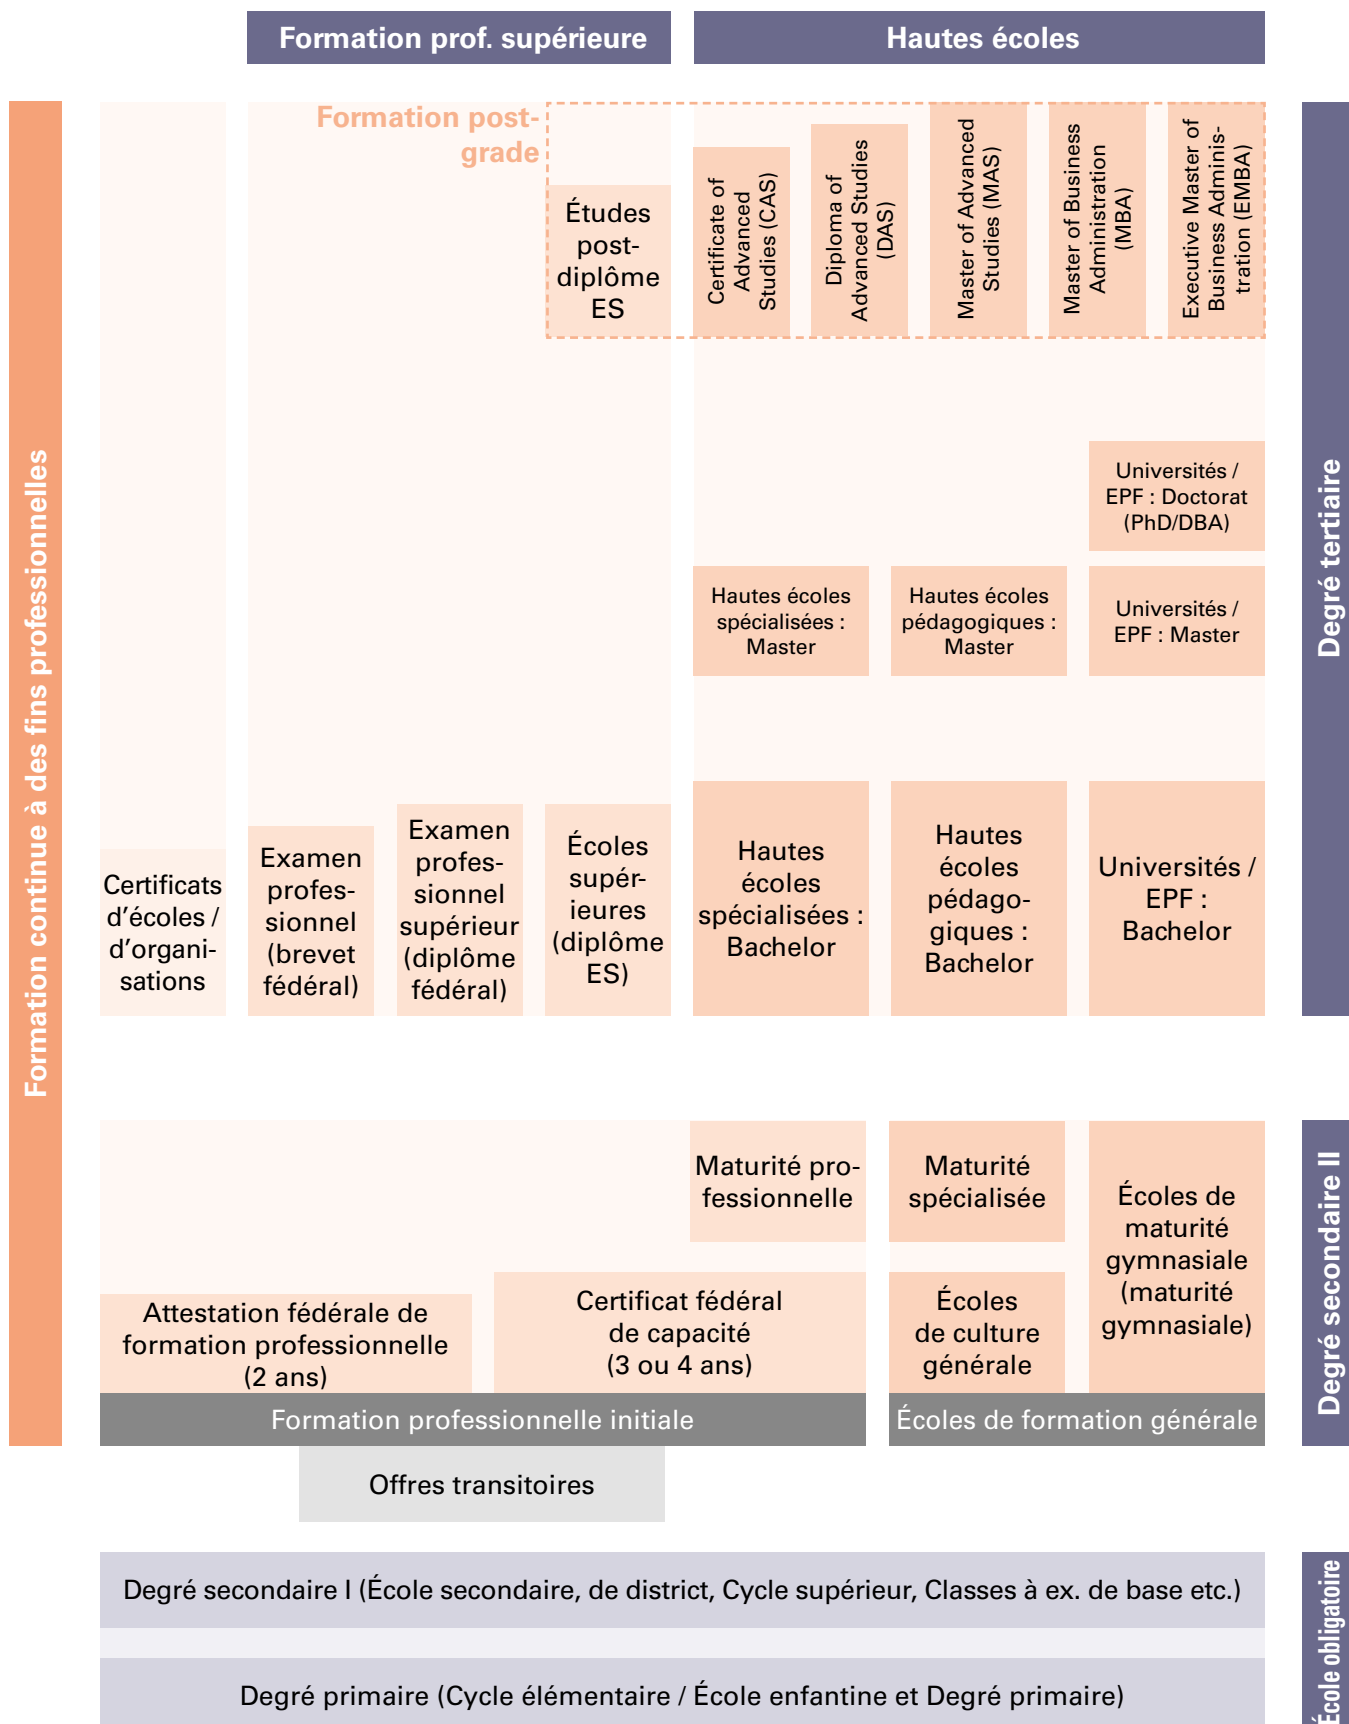 Formation prof. supérieure
Hautes écoles
Formation continue à des fins professionnelles
Formation post-
grade
Études
post-
diplôme
ES
Certificate of
Advanced
Studies (CAS)
Diploma of
Advanced Studies
(DAS)
Master of Advanced
Studies (MAS)
Master of Business
Administration
(MBA)
Executive Master of
Business Adminis-
tration (EMBA)
Degré tertiaire
Universités /
EPF : Doctorat
(PhD/DBA)
Hautes écoles
spécialisées :
Master
Hautes écoles
pédagogiques :
Master
Universités /
EPF : Master
Certificats
d'écoles /
d'organi-
sations
Examen
profes-
sionnel
(brevet
fédéral)
Examen
profes-
sionnel
supérieur
(diplôme
fédéral)
Écoles
supér-
ieures
(diplôme
ES)
Hautes
écoles
spécialisées :
Bachelor
Hautes
écoles
pédago-
giques :
Bachelor
Universités /
EPF :
Bachelor
Maturité pro-
fessionnelle
Maturité
spécialisée
Écoles de
maturité
gymnasiale
(maturité
gymnasiale)
Degré secondaire II
Attestation fédérale de
formation professionnelle
(2 ans)
Certificat fédéral
de capacité
(3 ou 4 ans)
Écoles
de culture
générale
Formation professionnelle initiale
Écoles de formation générale
Offres transitoires
Degré secondaire I (École secondaire, de district, Cycle supérieur, Classes à ex. de base etc.)
Degré primaire (Cycle élémentaire / École enfantine et Degré primaire)
École obligatoire